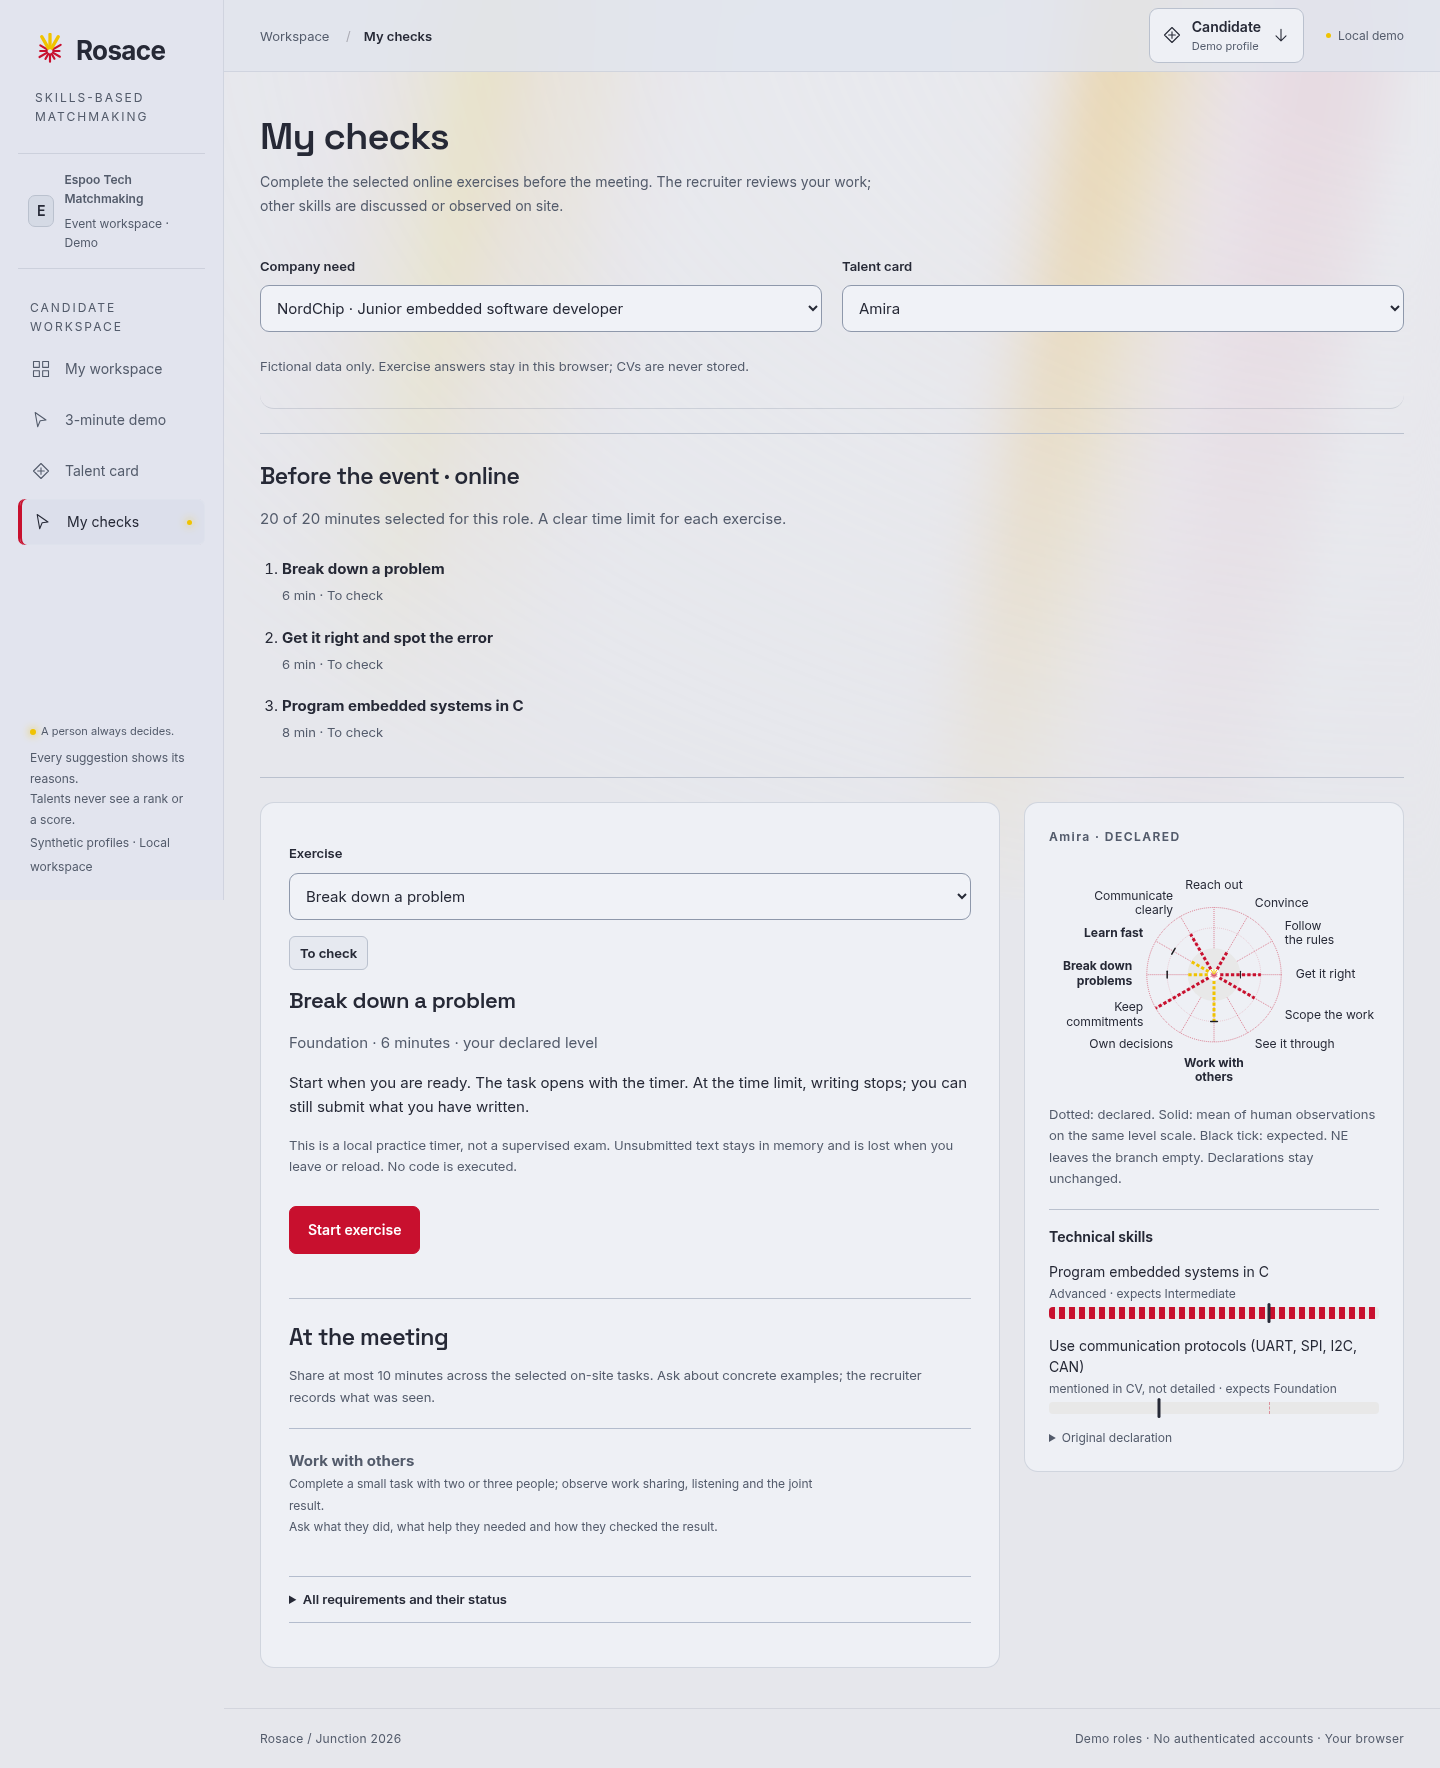 Rosace
SKILLS-BASED
MATCHMAKING
E
Espoo Tech
Matchmaking
Event workspace ·
Demo
CANDIDATE
WORKSPACE
My workspace
3-minute demo
Talent card
My checks
A person always decides.
Every suggestion shows its
reasons.
Talents never see a rank or
a score.
Synthetic profiles · Local
workspace
Workspace / My checks
Candidate
Demo profile
Local demo
My checks
Complete the selected online exercises before the meeting. The recruiter reviews your work;
other skills are discussed or observed on site.
Company need
NordChip · Junior embedded software developer
Talent card
Amira
Fictional data only. Exercise answers stay in this browser; CVs are never stored.
Before the event · online
20 of 20 minutes selected for this role. A clear time limit for each exercise.
1. Break down a problem
6 min · To check
2. Get it right and spot the error
6 min · To check
3. Program embedded systems in C
8 min · To check
Exercise
Break down a problem
To check
Break down a problem
Foundation · 6 minutes · your declared level
Start when you are ready. The task opens with the timer. At the time limit, writing stops; you can
still submit what you have written.
This is a local practice timer, not a supervised exam. Unsubmitted text stays in memory and is lost when you
leave or reload. No code is executed.
Start exercise
At the meeting
Share at most 10 minutes across the selected on-site tasks. Ask about concrete examples; the recruiter
records what was seen.
Work with others
Complete a small task with two or three people; observe work sharing, listening and the joint
result.
Ask what they did, what help they needed and how they checked the result.
All requirements and their status
Amira · DECLARED
Reach out
Convince
Follow
the rules
Get it right
Scope the work
See it through
Work with
others
Own decisions
Keep
commitments
Break down
problems
Learn fast
Communicate
clearly
Dotted: declared. Solid: mean of human observations
on the same level scale. Black tick: expected. NE
leaves the branch empty. Declarations stay
unchanged.
Technical skills
Program embedded systems in C
Advanced · expects Intermediate
Use communication protocols (UART, SPI, I2C,
CAN)
mentioned in CV, not detailed · expects Foundation
Original declaration
Rosace / Junction 2026
Demo roles · No authenticated accounts · Your browser